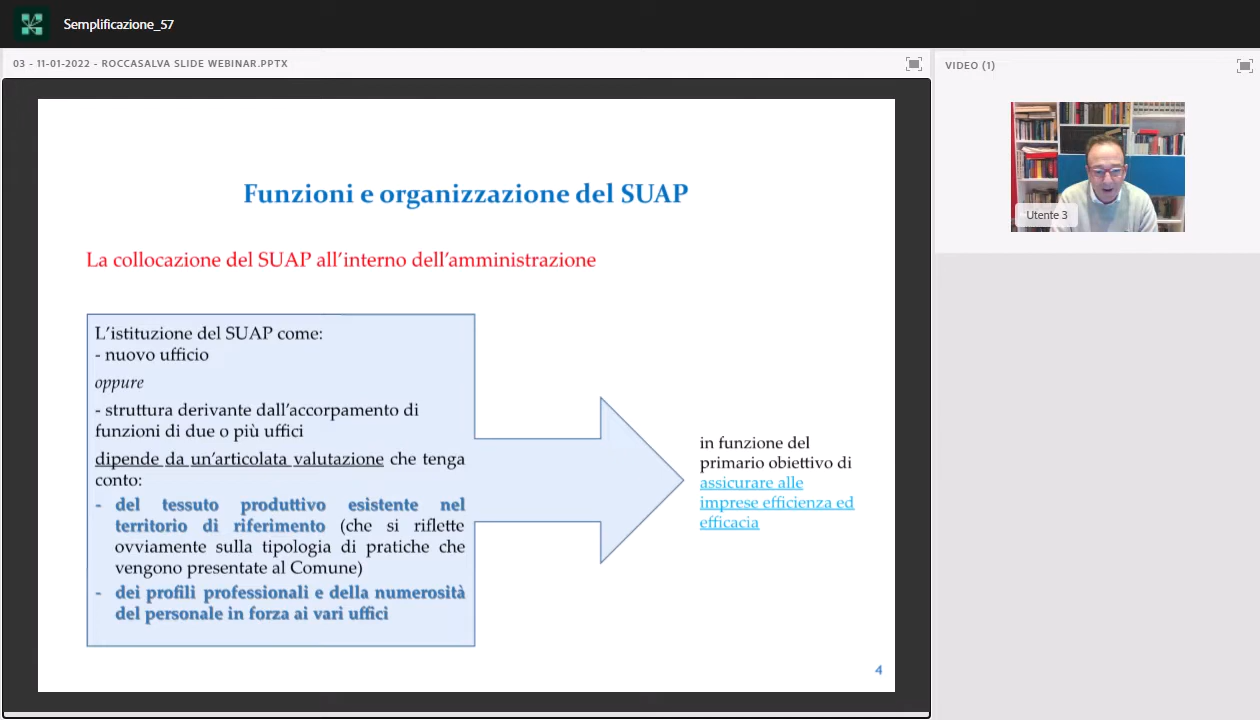 Semplificazione_57
03 - 11-01-2022 - ROCCASALVA SLIDE WEBINAR.PPTX
VIDEO (1)
Utente 3
Funzioni e organizzazione del SUAP
La collocazione del SUAP all'interno dell'amministrazione
L'istituzione del SUAP come:
- nuovo ufficio
oppure
- struttura derivante dall'accorpamento di
funzioni di due o più uffici
dipende da un'articolata valutazione che tenga
conto:
- del tessuto produttivo esistente nel
territorio di riferimento (che si riflette
ovviamente sulla tipologia di pratiche che
vengono presentate al Comune)
- dei profili professionali e della numerosità
del personale in forza ai vari uffici
in funzione del
primario obiettivo di
assicurare alle
imprese efficienza ed
efficacia
4